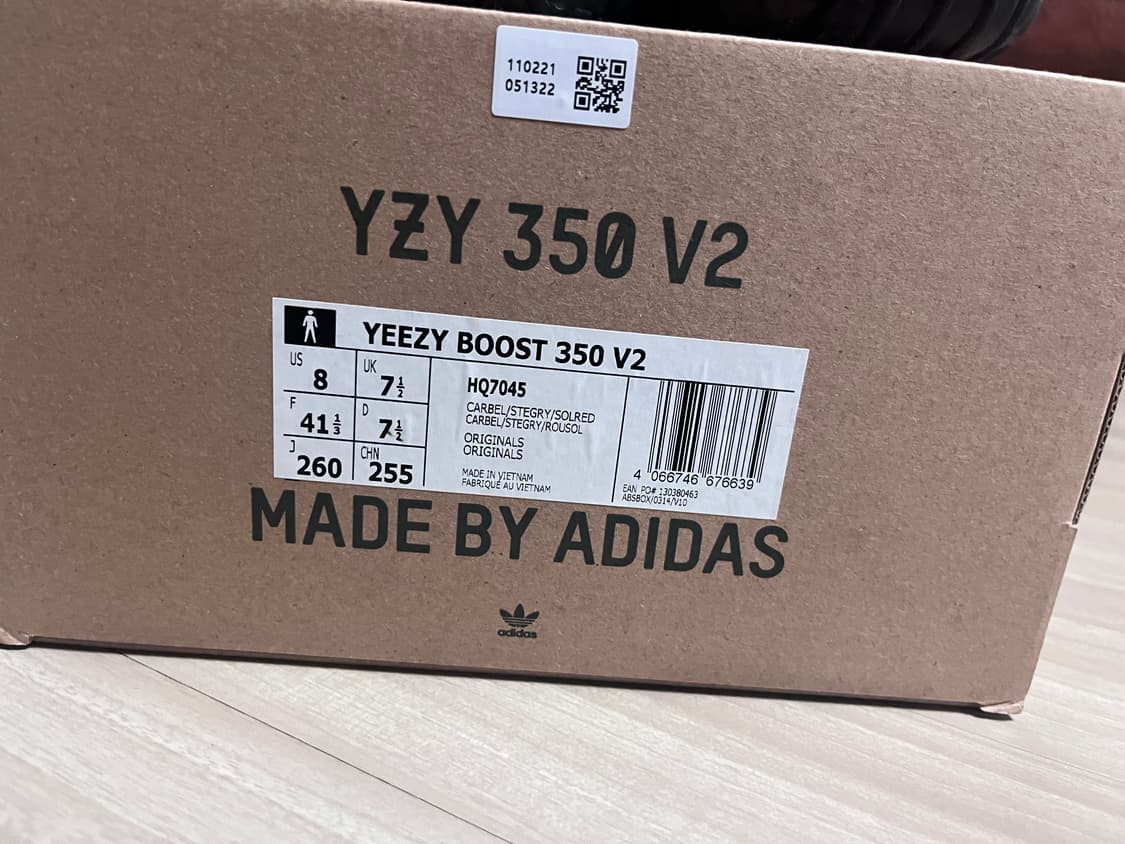 110221
051322
YZY 350 V2
YEEZY BOOST 350 V2
US
8
UK
7½
F
41⅓
D
7½
J
260
CHN
255
HQ7045
CARBEL/STEGRY/SOLRED
CARBEL/STEGRY/ROUSOL
ORIGINALS
ORIGINALS
MADE IN VIETNAM
FABRIQUÉ AU VIETNAM
4 066746 676639
EAN PO# 130380463
ABSBOX/0314/V10
MADE BY ADIDAS
adidas